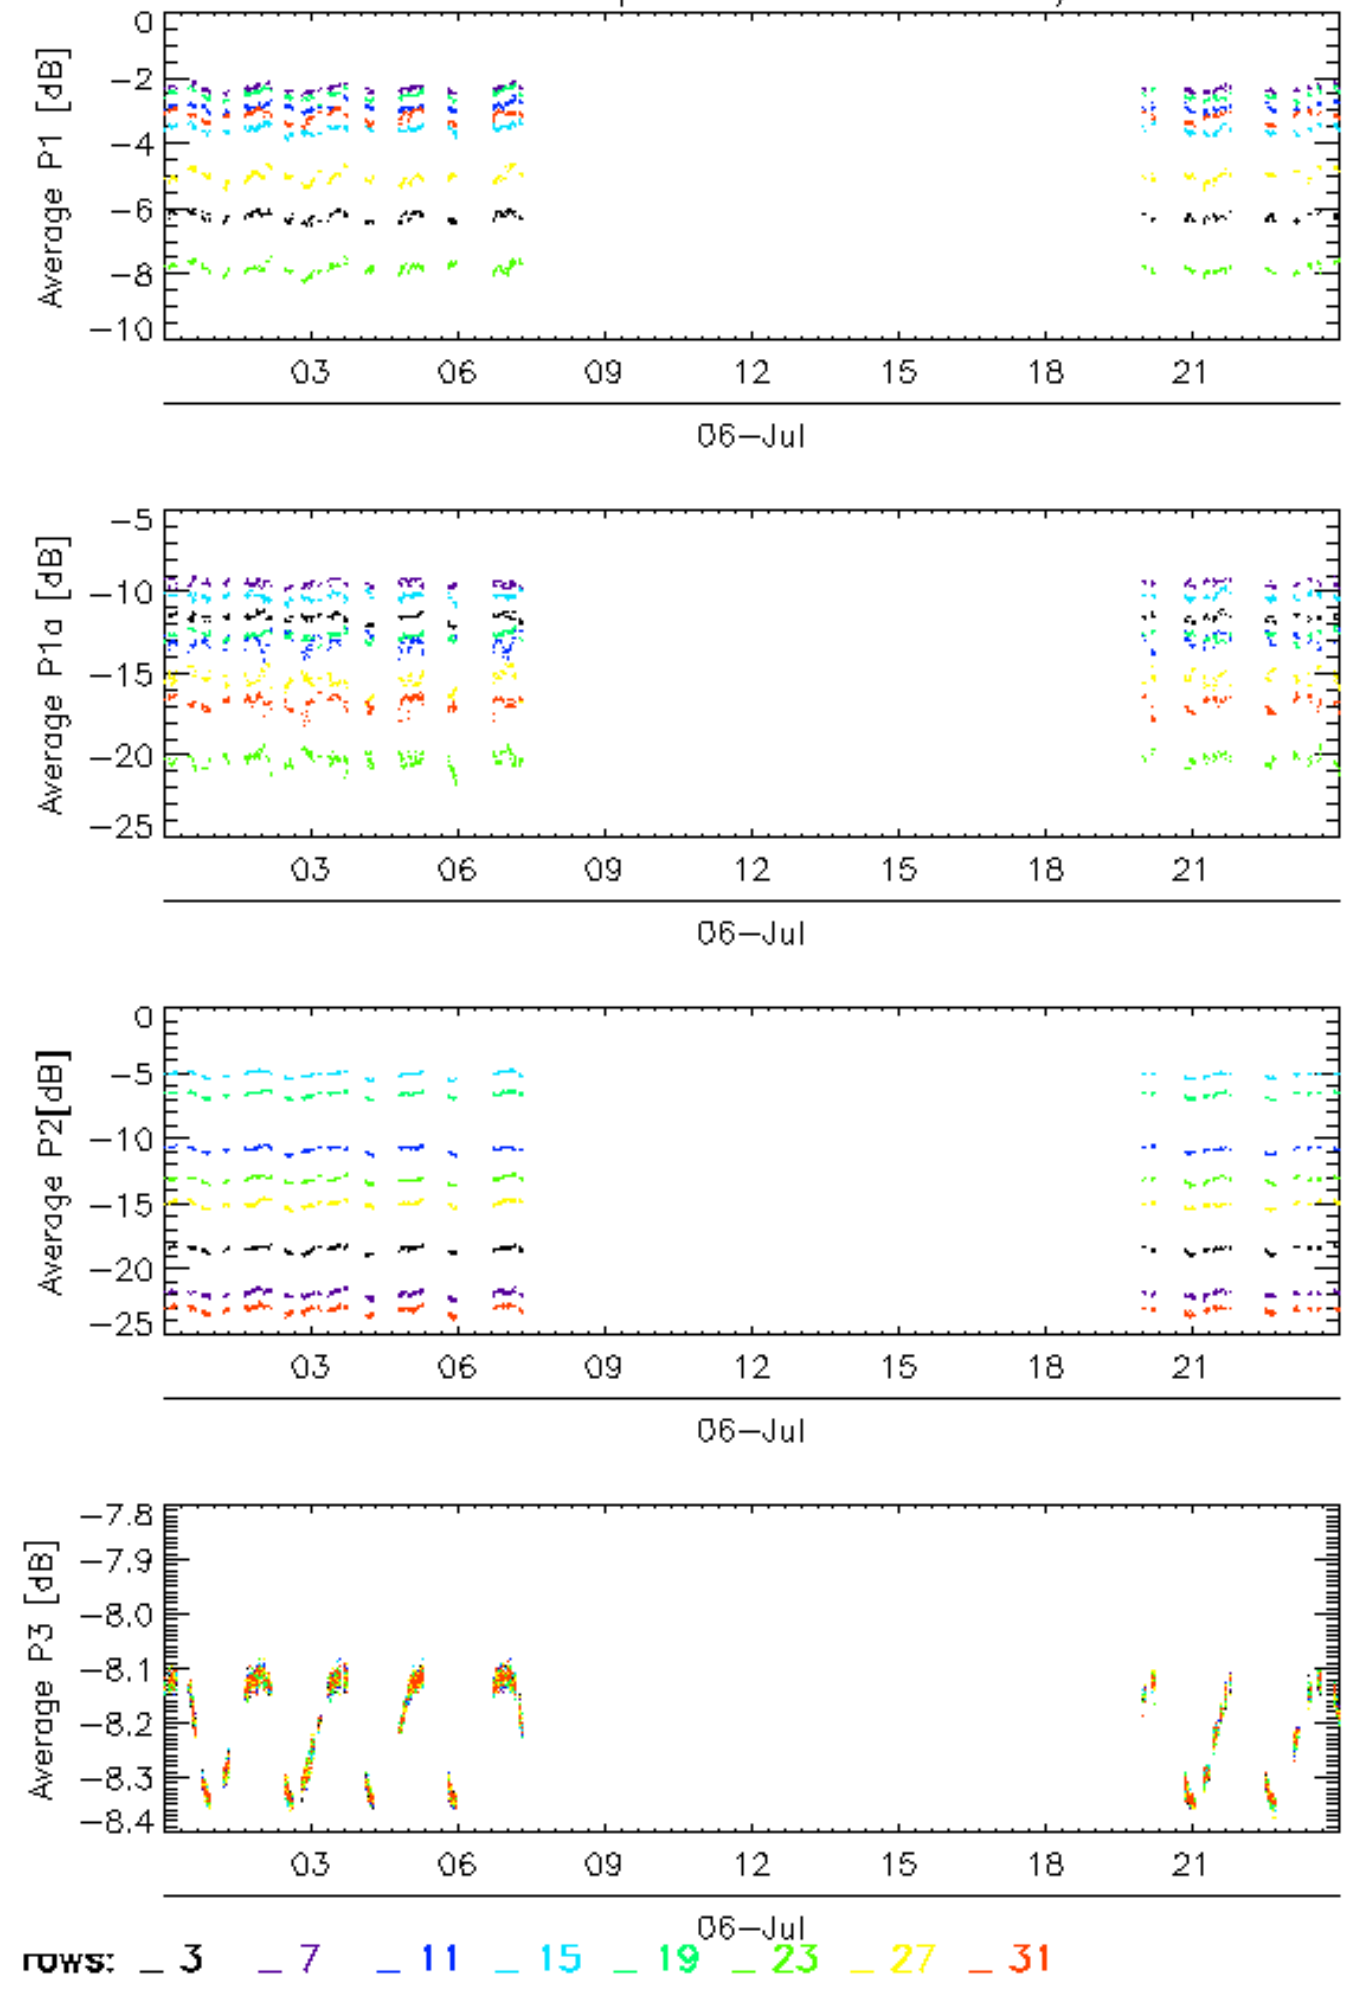 0
−2
−4
−6
−8
−10
Average P1 [dB]
03 06 09 12 15 18 21
06−Jul
−5
−10
−15
−20
−25
Average P1a [dB]
03 06 09 12 15 18 21
06−Jul
0
−5
−10
−15
−20
−25
Average P2[dB]
03 06 09 12 15 18 21
06−Jul
−7.8
−7.9
−8.0
−8.1
−8.2
−8.3
−8.4
Average P3 [dB]
03 06 09 12 15 18 21
06−Jul
rows: _ 3 _ 7 _ 11 _ 15 _ 19 _ 23 _ 27 _ 31